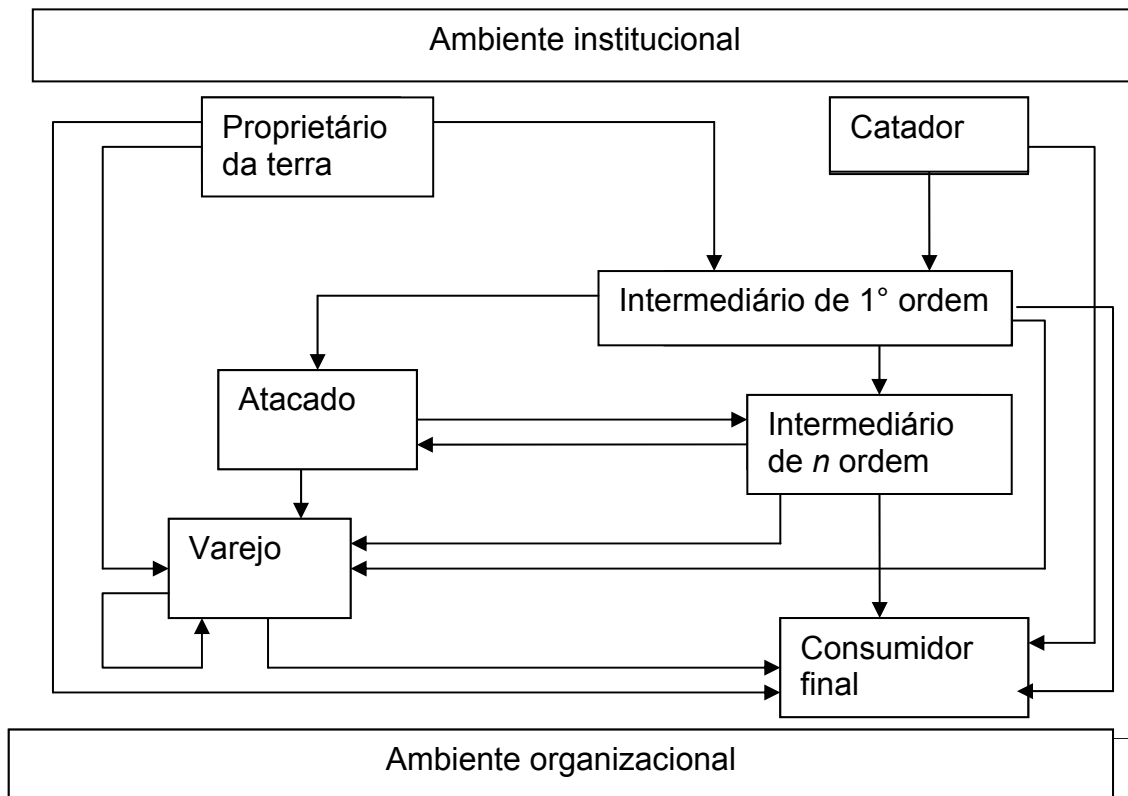 Ambiente institucional
Proprietário
da terra
Catador
Intermediário de 1° ordem
Atacado
Intermediário
de n ordem
Varejo
Consumidor
final
Ambiente organizacional